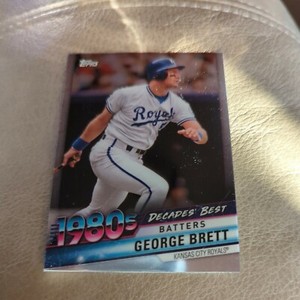 Topps
Royals
1980s
DECADES' BEST
BATTERS
GEORGE BRETT
KANSAS CITY ROYALS®